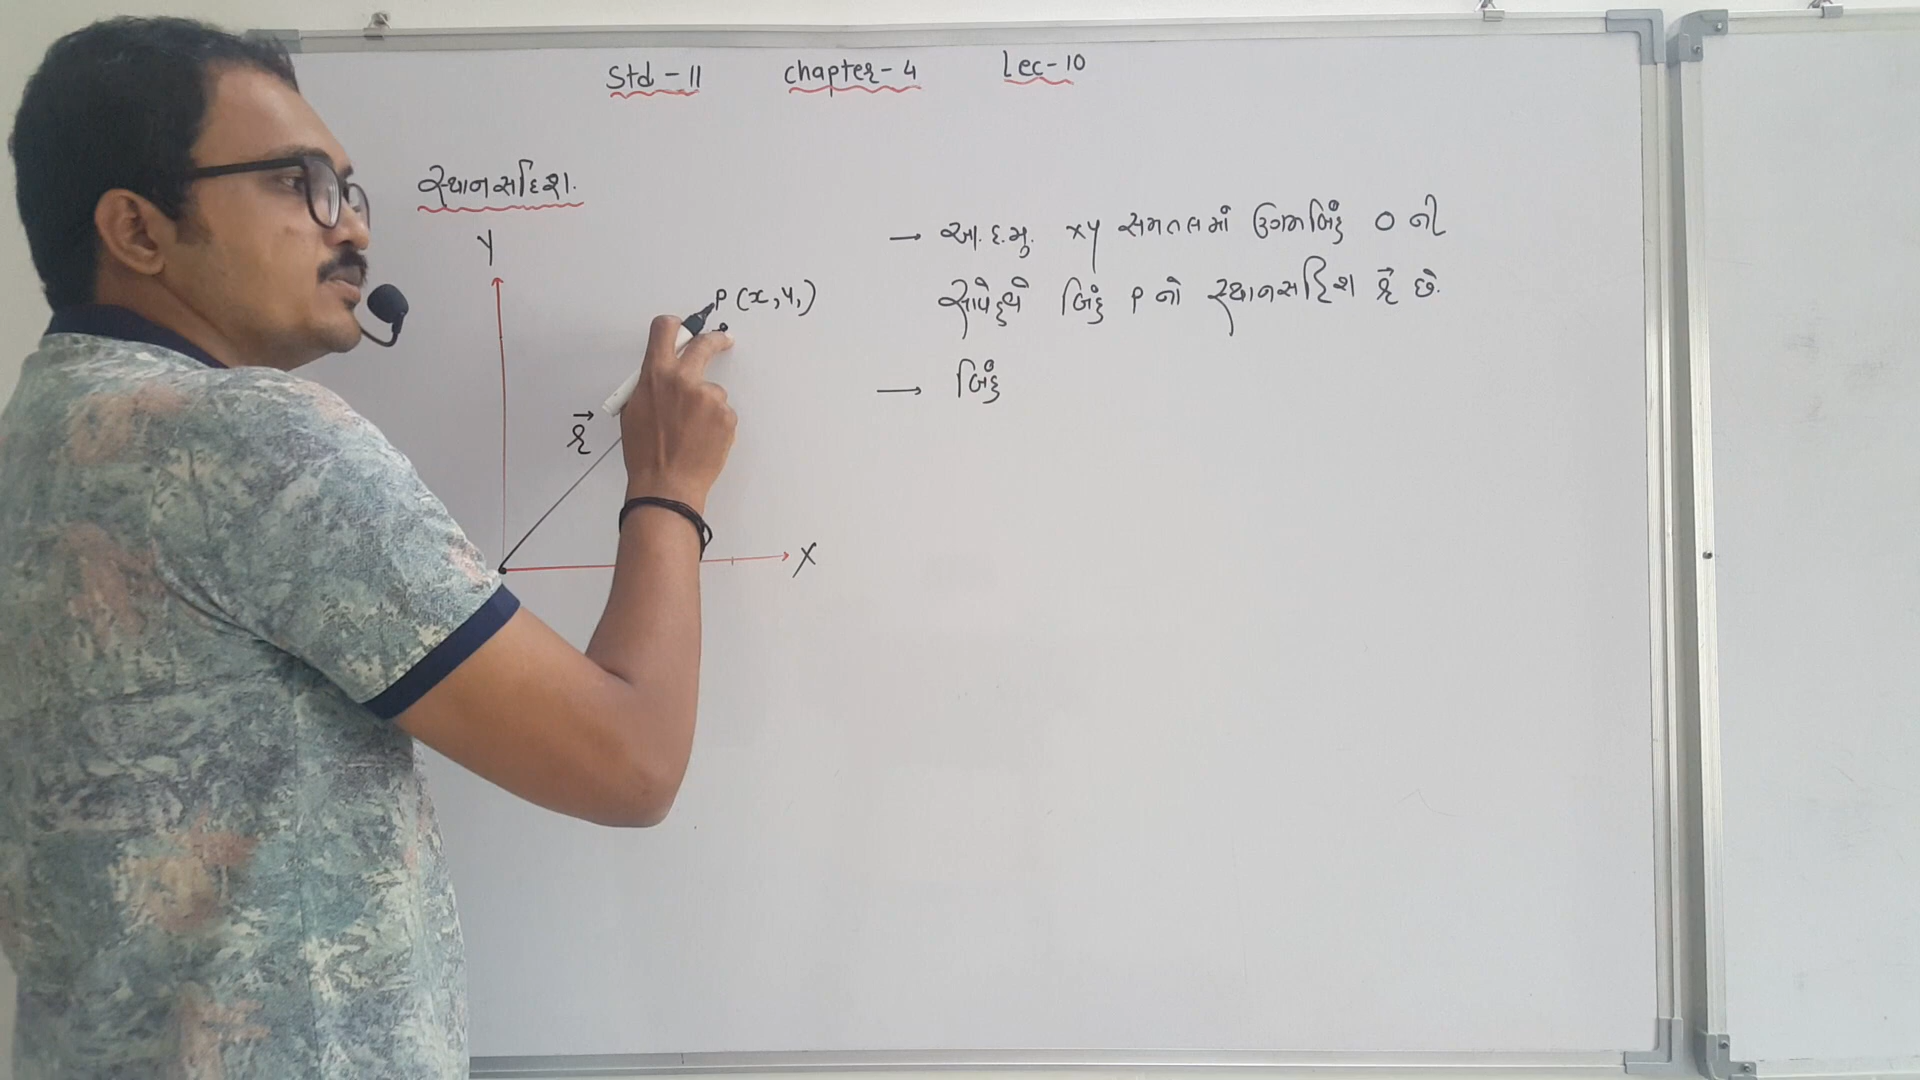 Std - 11 Chapter - 4 Lec - 10
સ્થાનસદિશ.
Y
P (x, y,)
r⃗
X
→ આ.દ.મુ. xy સમતલમાં ઉગમબિંદુ O ની
સાપેક્ષે બિંદુ P નો સ્થાનસદિશ r⃗ છે.
→ બિંદુ